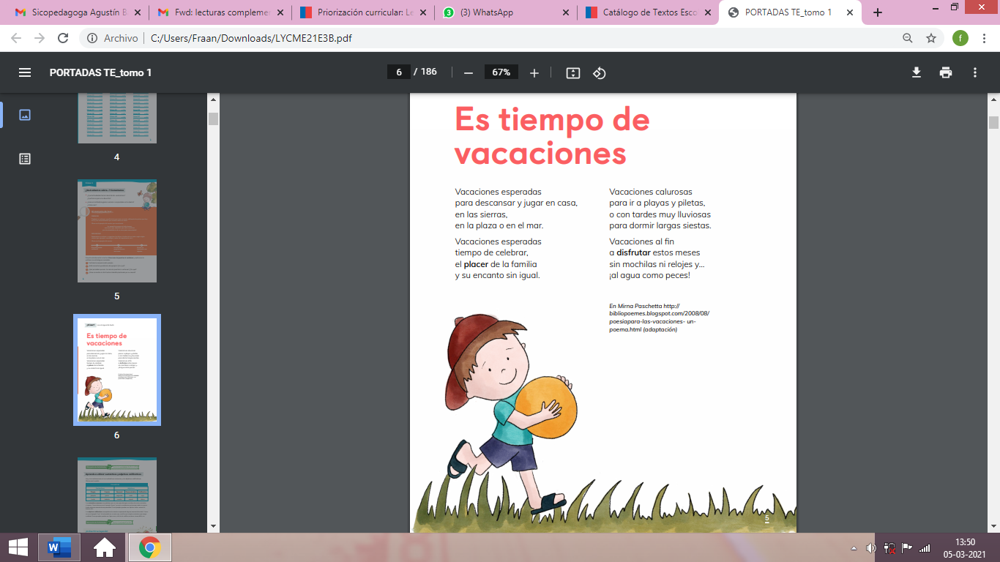 Sicopedagoga Agustín B
Fwd: lecturas complemen
Priorización curricular: Le
(3) WhatsApp
Catálogo de Textos Esco
PORTADAS TE_tomo 1
Archivo
C:/Users/Fraan/Downloads/LYCME21E3B.pdf
f
PORTADAS TE_tomo 1
6 / 186
67%
4
5
6
Es tiempo de
vacaciones
Vacaciones esperadas
para descansar y jugar en casa,
en las sierras,
en la plaza o en el mar.
Vacaciones esperadas
tiempo de celebrar,
el placer de la familia
y su encanto sin igual.
Vacaciones calurosas
para ir a playas y piletas,
o con tardes muy lluviosas
para dormir largas siestas.
Vacaciones al fin
a disfrutar estos meses
sin mochilas ni relojes y...
¡al agua como peces!
En Mirna Paschetta http://
bibliopoemes.blogspot.com/2008/08/
poesiapara-las-vacaciones- un-
poema.html (adaptación)
5
Es tiempo de
vacaciones
13:50
05-03-2021